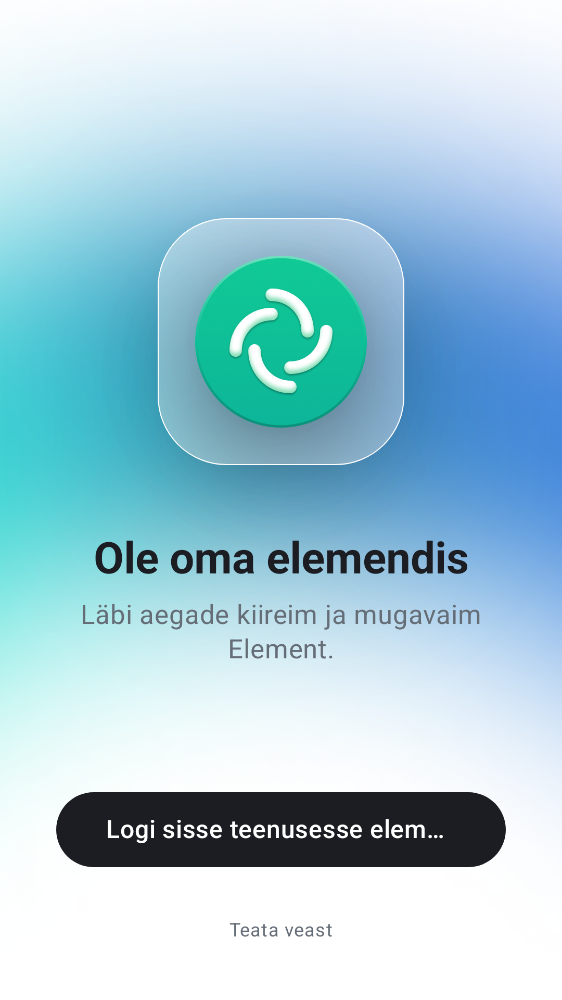 Ole oma elemendis
Läbi aegade kiireim ja mugavaim
Element.
Logi sisse teenusesse elem…
Teata veast